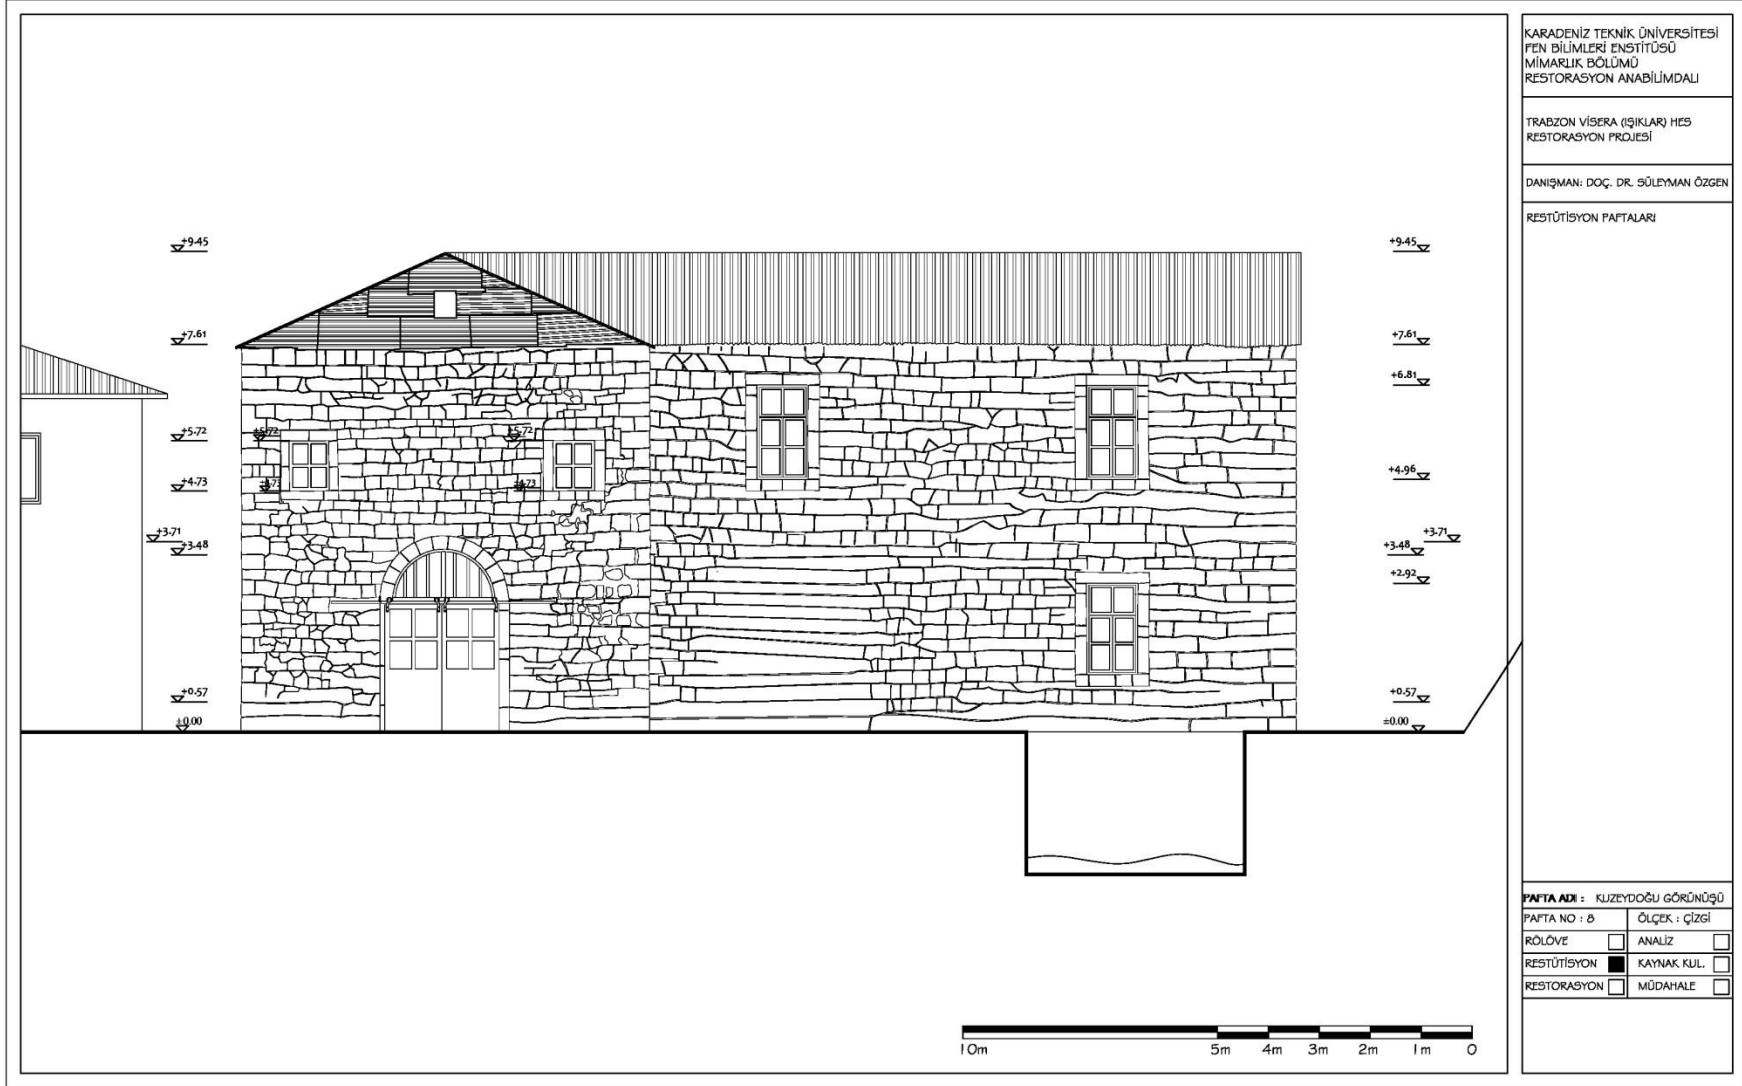 KARADENİZ TEKNİK ÜNİVERSİTESİ
FEN BİLİMLERİ ENSTİTÜSÜ
MİMARLIK BÖLÜMÜ
RESTORASYON ANABİLİMDALI
TRABZON VİSERA (IŞIKLAR) HES
RESTORASYON PROJESİ
DANIŞMAN: DOÇ. DR. SÜLEYMAN ÖZGEN
RESTÜTİSYON PAFTALARI
+9.45
+7.61
+5.72
+4.73
+3.71
+3.48
+0.57
±0.00
+5.72
+4.73
+5.72
+4.73
+9.45
+7.61
+6.81
+4.96
+3.71
+3.48
+2.92
+0.57
±0.00
10m 5m 4m 3m 2m 1m 0
PAFTA ADI : KUZEYDOĞU GÖRÜNÜŞÜ
PAFTA NO : 8 ÖLÇEK : ÇİZGİ
RÖLÖVE ANALİZ
RESTÜTİSYON KAYNAK KUL.
RESTORASYON MÜDAHALE